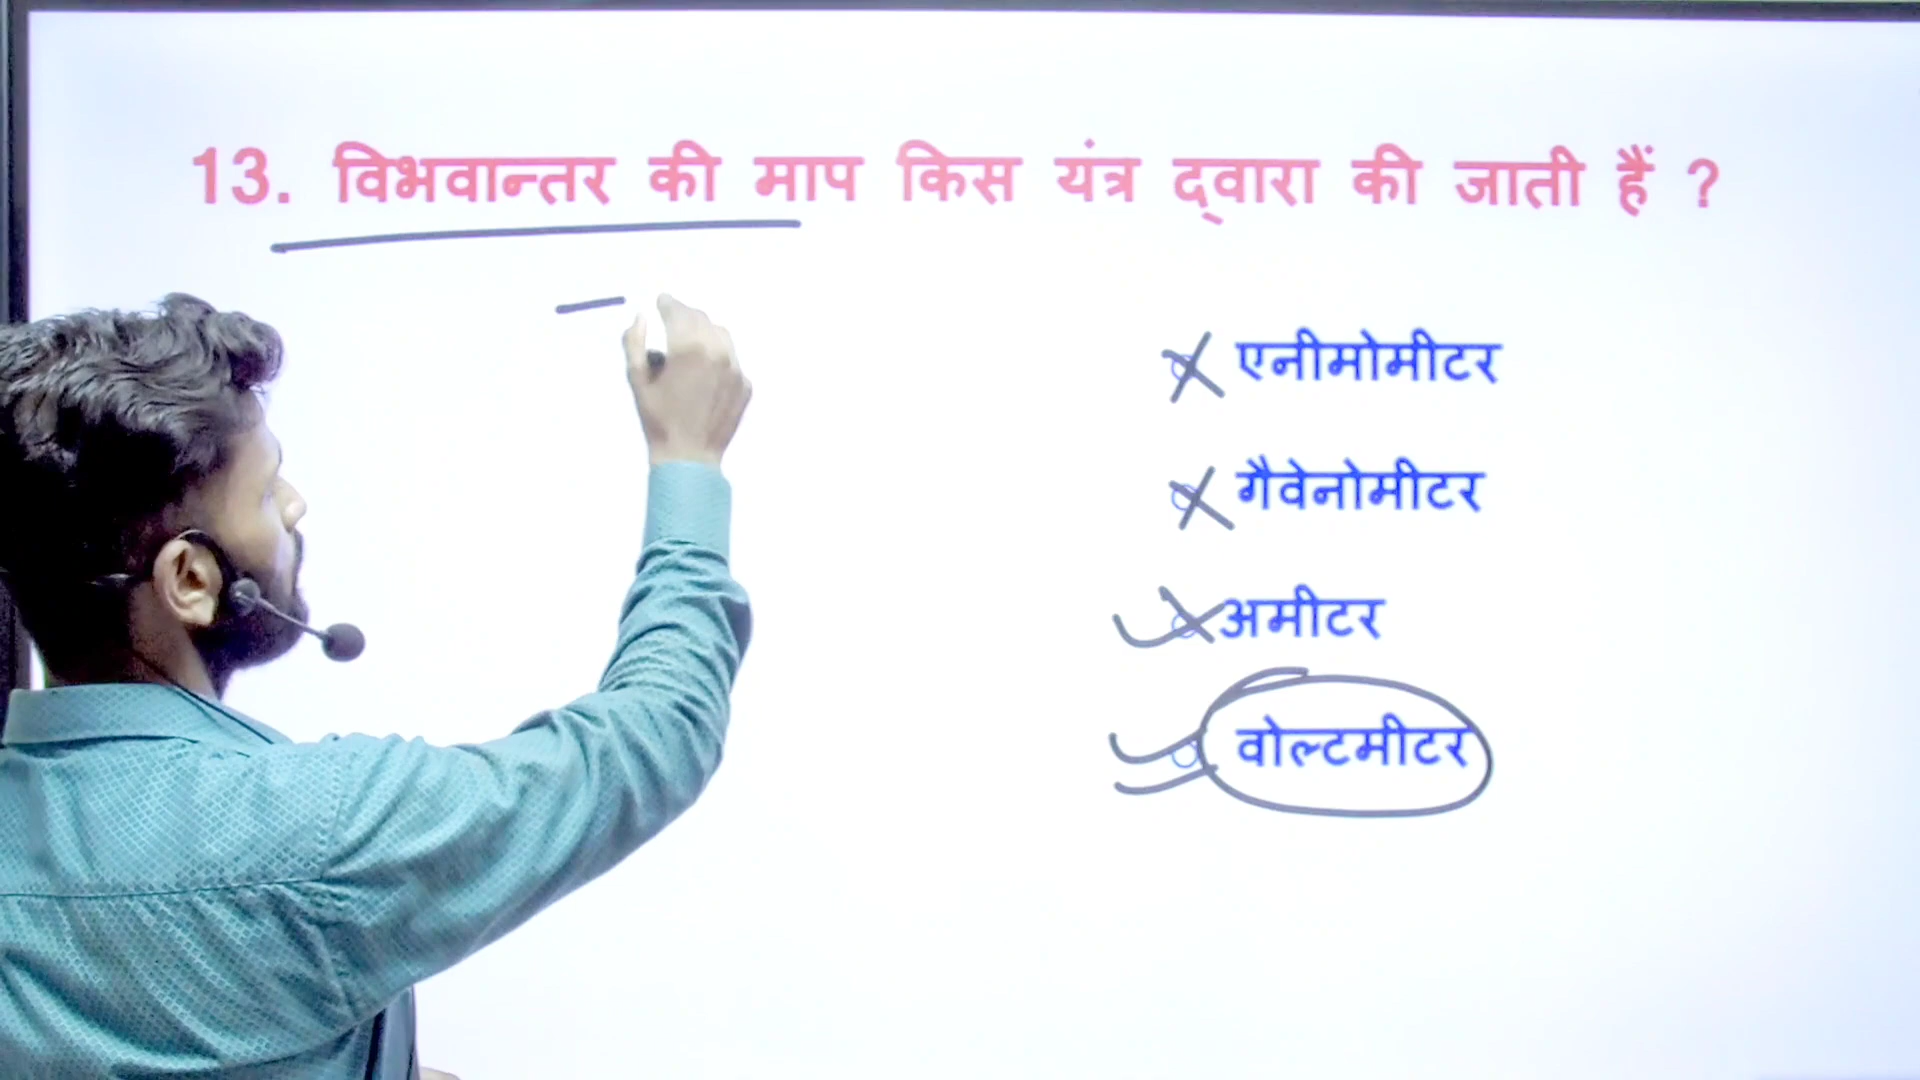 13. विभवान्तर की माप किस यंत्र द्वारा की जाती हैं ?
एनीमोमीटर
गैवेनोमीटर
अमीटर
वोल्टमीटर